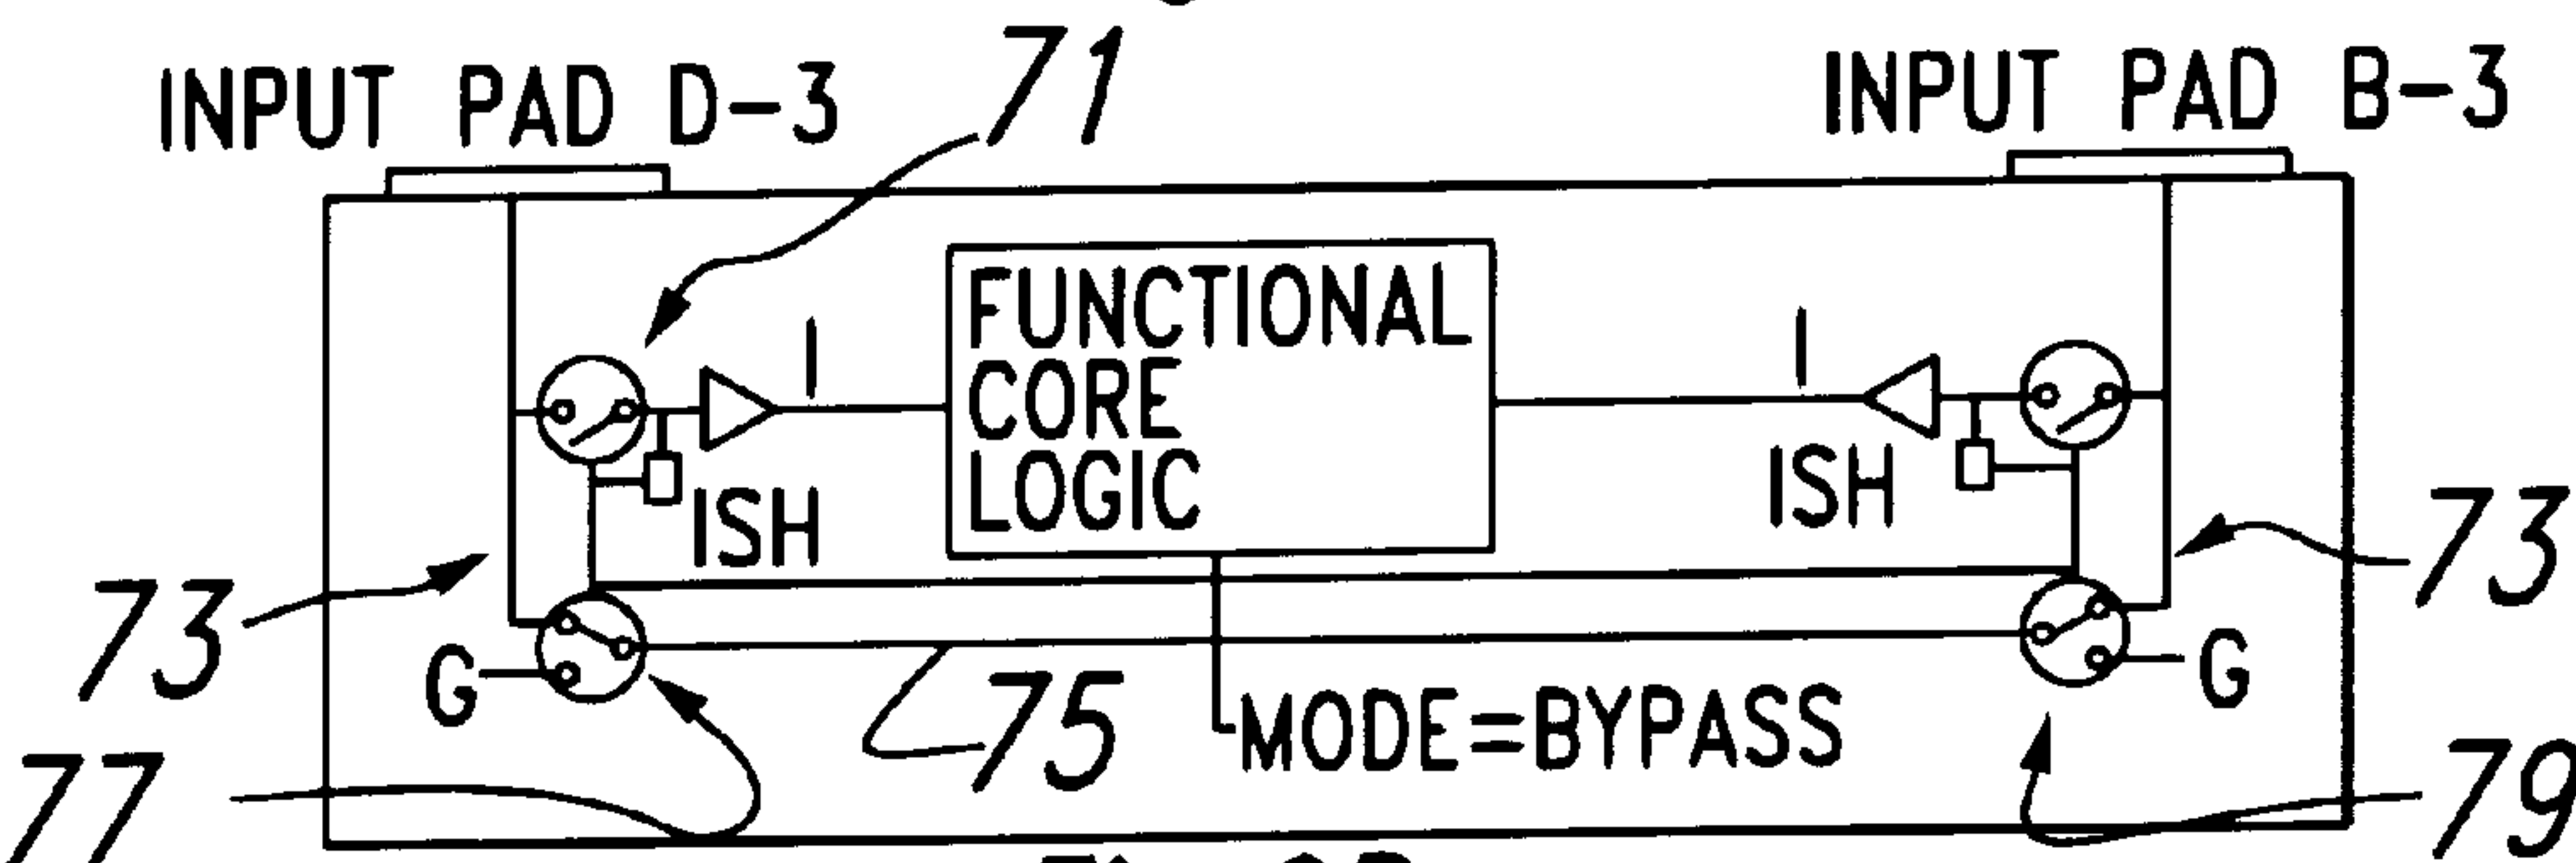 71
INPUT PAD D-3
INPUT PAD B-3
FUNCTIONAL
CORE
LOGIC
I
I
ISH
ISH
73
73
G
G
75
MODE=BYPASS
77
79